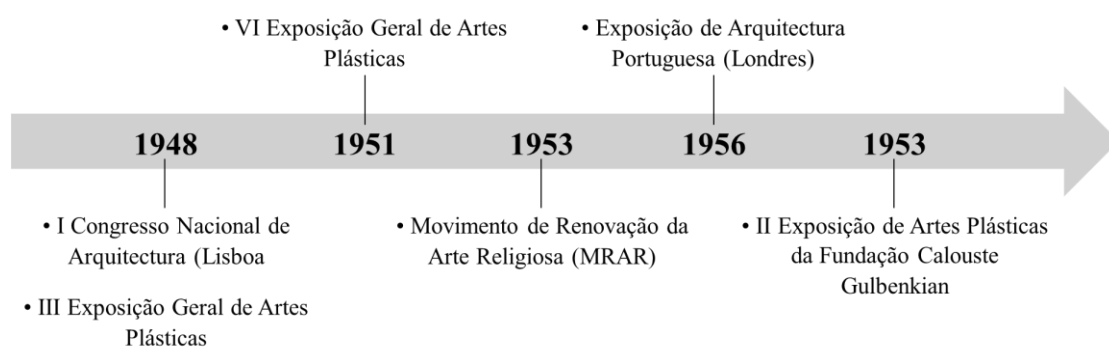 • VI Exposição Geral de Artes
Plásticas
• Exposição de Arquitectura
Portuguesa (Londres)
1948
1951
1953
1956
1953
• I Congresso Nacional de
Arquitectura (Lisboa
• III Exposição Geral de Artes
Plásticas
• Movimento de Renovação da
Arte Religiosa (MRAR)
• II Exposição de Artes Plásticas
da Fundação Calouste
Gulbenkian